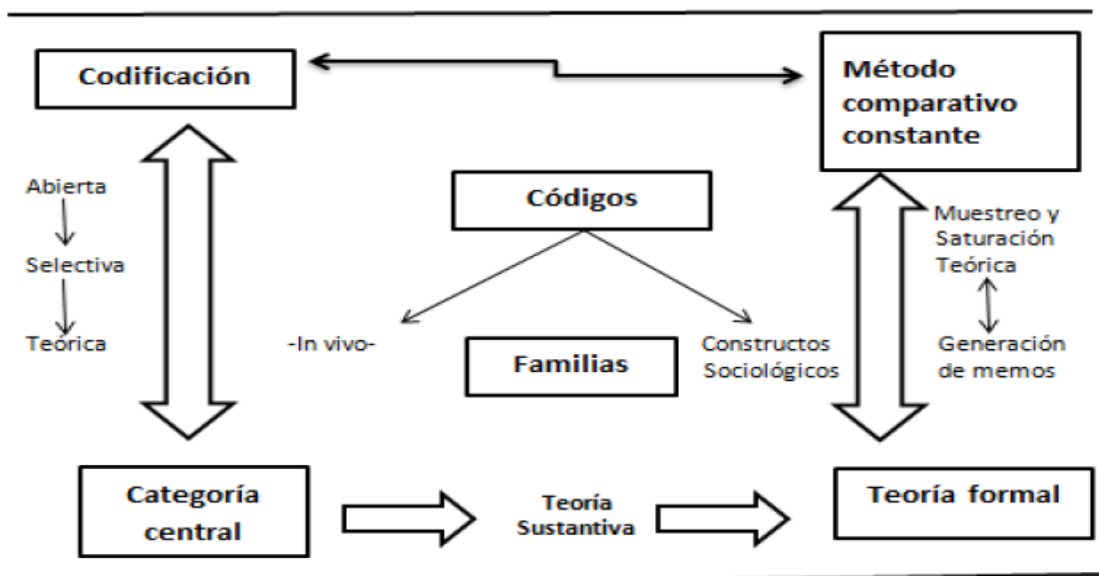 Codificación
Método
comparativo
constante
Abierta
Selectiva
Teórica
Códigos
-In vivo-
Familias
Constructos
Sociológicos
Muestreo y
Saturación
Teórica
Generación
de memos
Categoría
central
Teoría
Sustantiva
Teoría formal